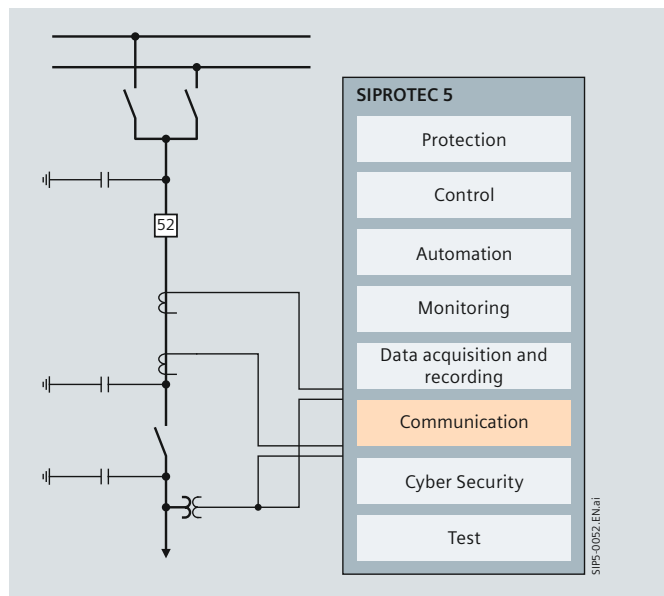 SIPROTEC 5
Protection
Control
52
Automation
Monitoring
Data acquisition and
recording
Communication
Cyber Security
Test
SIP5-0052.EN.ai